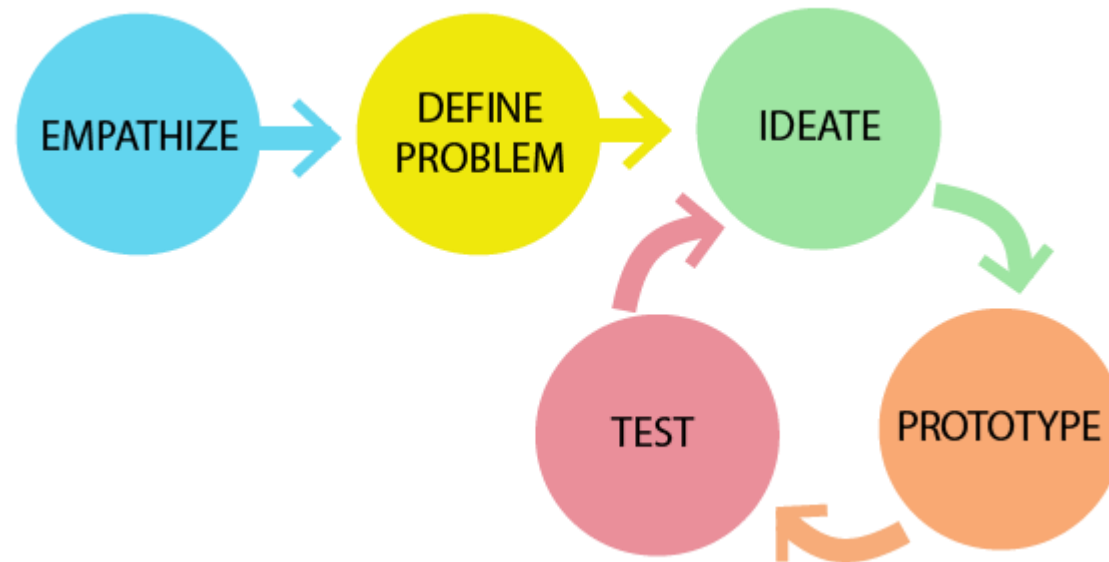 EMPATHIZE
DEFINE
PROBLEM
IDEATE
PROTOTYPE
TEST